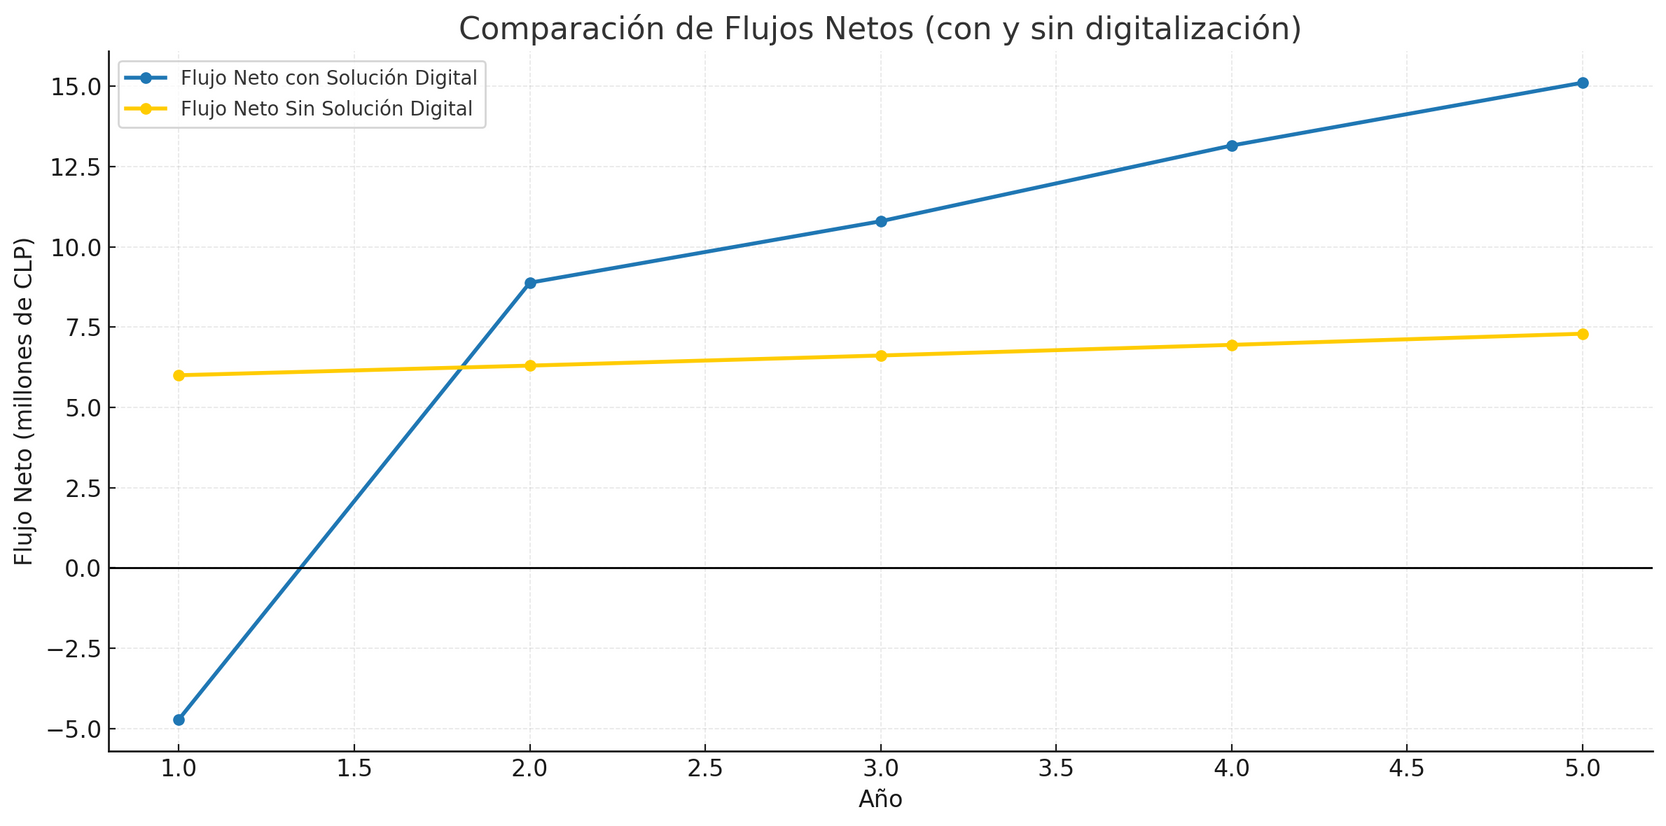 Comparación de Flujos Netos (con y sin digitalización)
Flujo Neto con Solución Digital
Flujo Neto Sin Solución Digital
Flujo Neto (millones de CLP)
15.0
12.5
10.0
7.5
5.0
2.5
0.0
−2.5
−5.0
1.0 1.5 2.0 2.5 3.0 3.5 4.0 4.5 5.0
Año